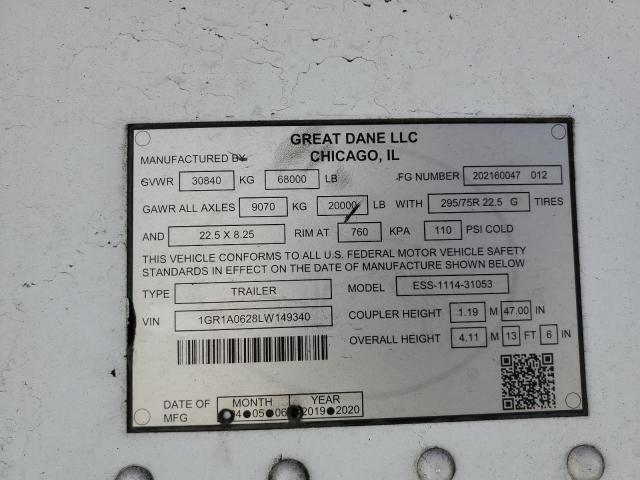 GREAT DANE LLC
MANUFACTURED BY CHICAGO, IL
GVWR 30840 KG 68000 LB FG NUMBER 202160047 012
GAWR ALL AXLES 9070 KG 20000 LB WITH 295/75R 22.5 G TIRES
AND 22.5 X 8.25 RIM AT 760 KPA 110 PSI COLD
THIS VEHICLE CONFORMS TO ALL U.S. FEDERAL MOTOR VEHICLE SAFETY
STANDARDS IN EFFECT ON THE DATE OF MANUFACTURE SHOWN BELOW
TYPE TRAILER MODEL ESS-1114-31053
VIN 1GR1A0628LW149340 COUPLER HEIGHT 1.19 M 47.00 IN
OVERALL HEIGHT 4.11 M 13 FT 6 IN
DATE OF MONTH YEAR
MFG 04●05●06 2019●2020